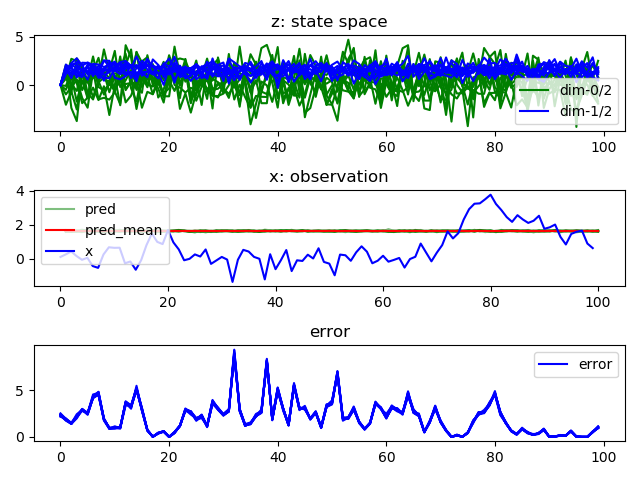 z: state space
5
0
dim-0/2
dim-1/2
0 20 40 60 80 100
x: observation
4
2
0
pred
pred_mean
x
0 20 40 60 80 100
error
5
0
error
0 20 40 60 80 100